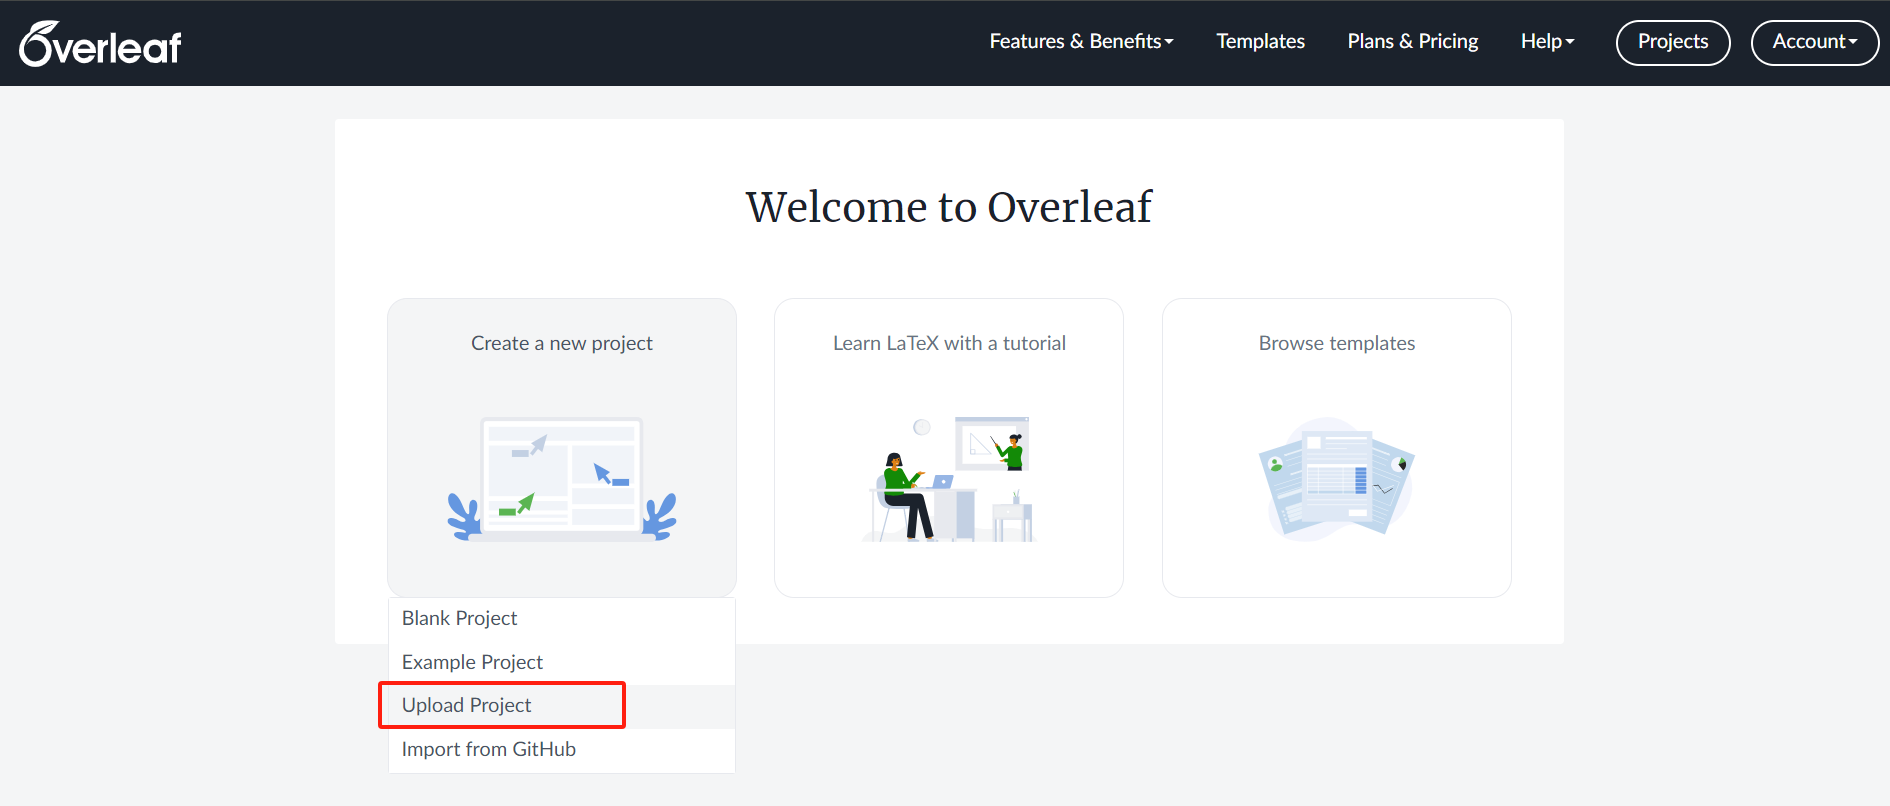 Overleaf
Features & Benefits Templates Plans & Pricing Help Projects Account
Welcome to Overleaf
Create a new project
Learn LaTeX with a tutorial
Browse templates
Blank Project
Example Project
Upload Project
Import from GitHub